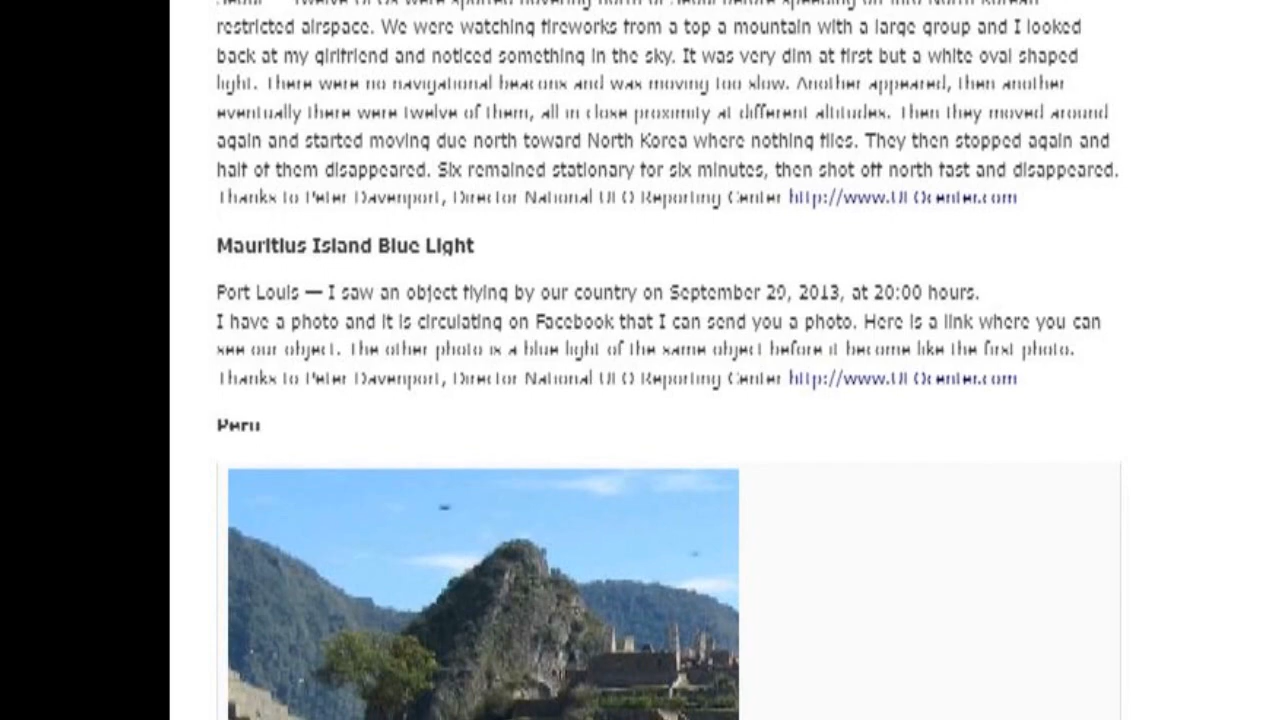 restricted airspace. We were watching fireworks from a top a mountain with a large group and I looked
back at my girlfriend and noticed something in the sky. It was very dim at first but a white oval shaped
light. There were no navigational beacons and was moving too slow. Another appeared, then another
eventually there were twelve of them, all in close proximity at different altitudes. Then they moved around
again and started moving due north toward North Korea where nothing flies. They then stopped again and
half of them disappeared. Six remained stationary for six minutes, then shot off north fast and disappeared.
Thanks to Peter Davenport, Director National UFO Reporting Center http://www.UFOcenter.com
Mauritius Island Blue Light
Port Louis — I saw an object flying by our country on September 29, 2013, at 20:00 hours.
I have a photo and it is circulating on Facebook that I can send you a photo. Here is a link where you can
see our object. The other photo is a blue light of the same object before it become like the first photo.
Thanks to Peter Davenport, Director National UFO Reporting Center http://www.UFOcenter.com
Peru